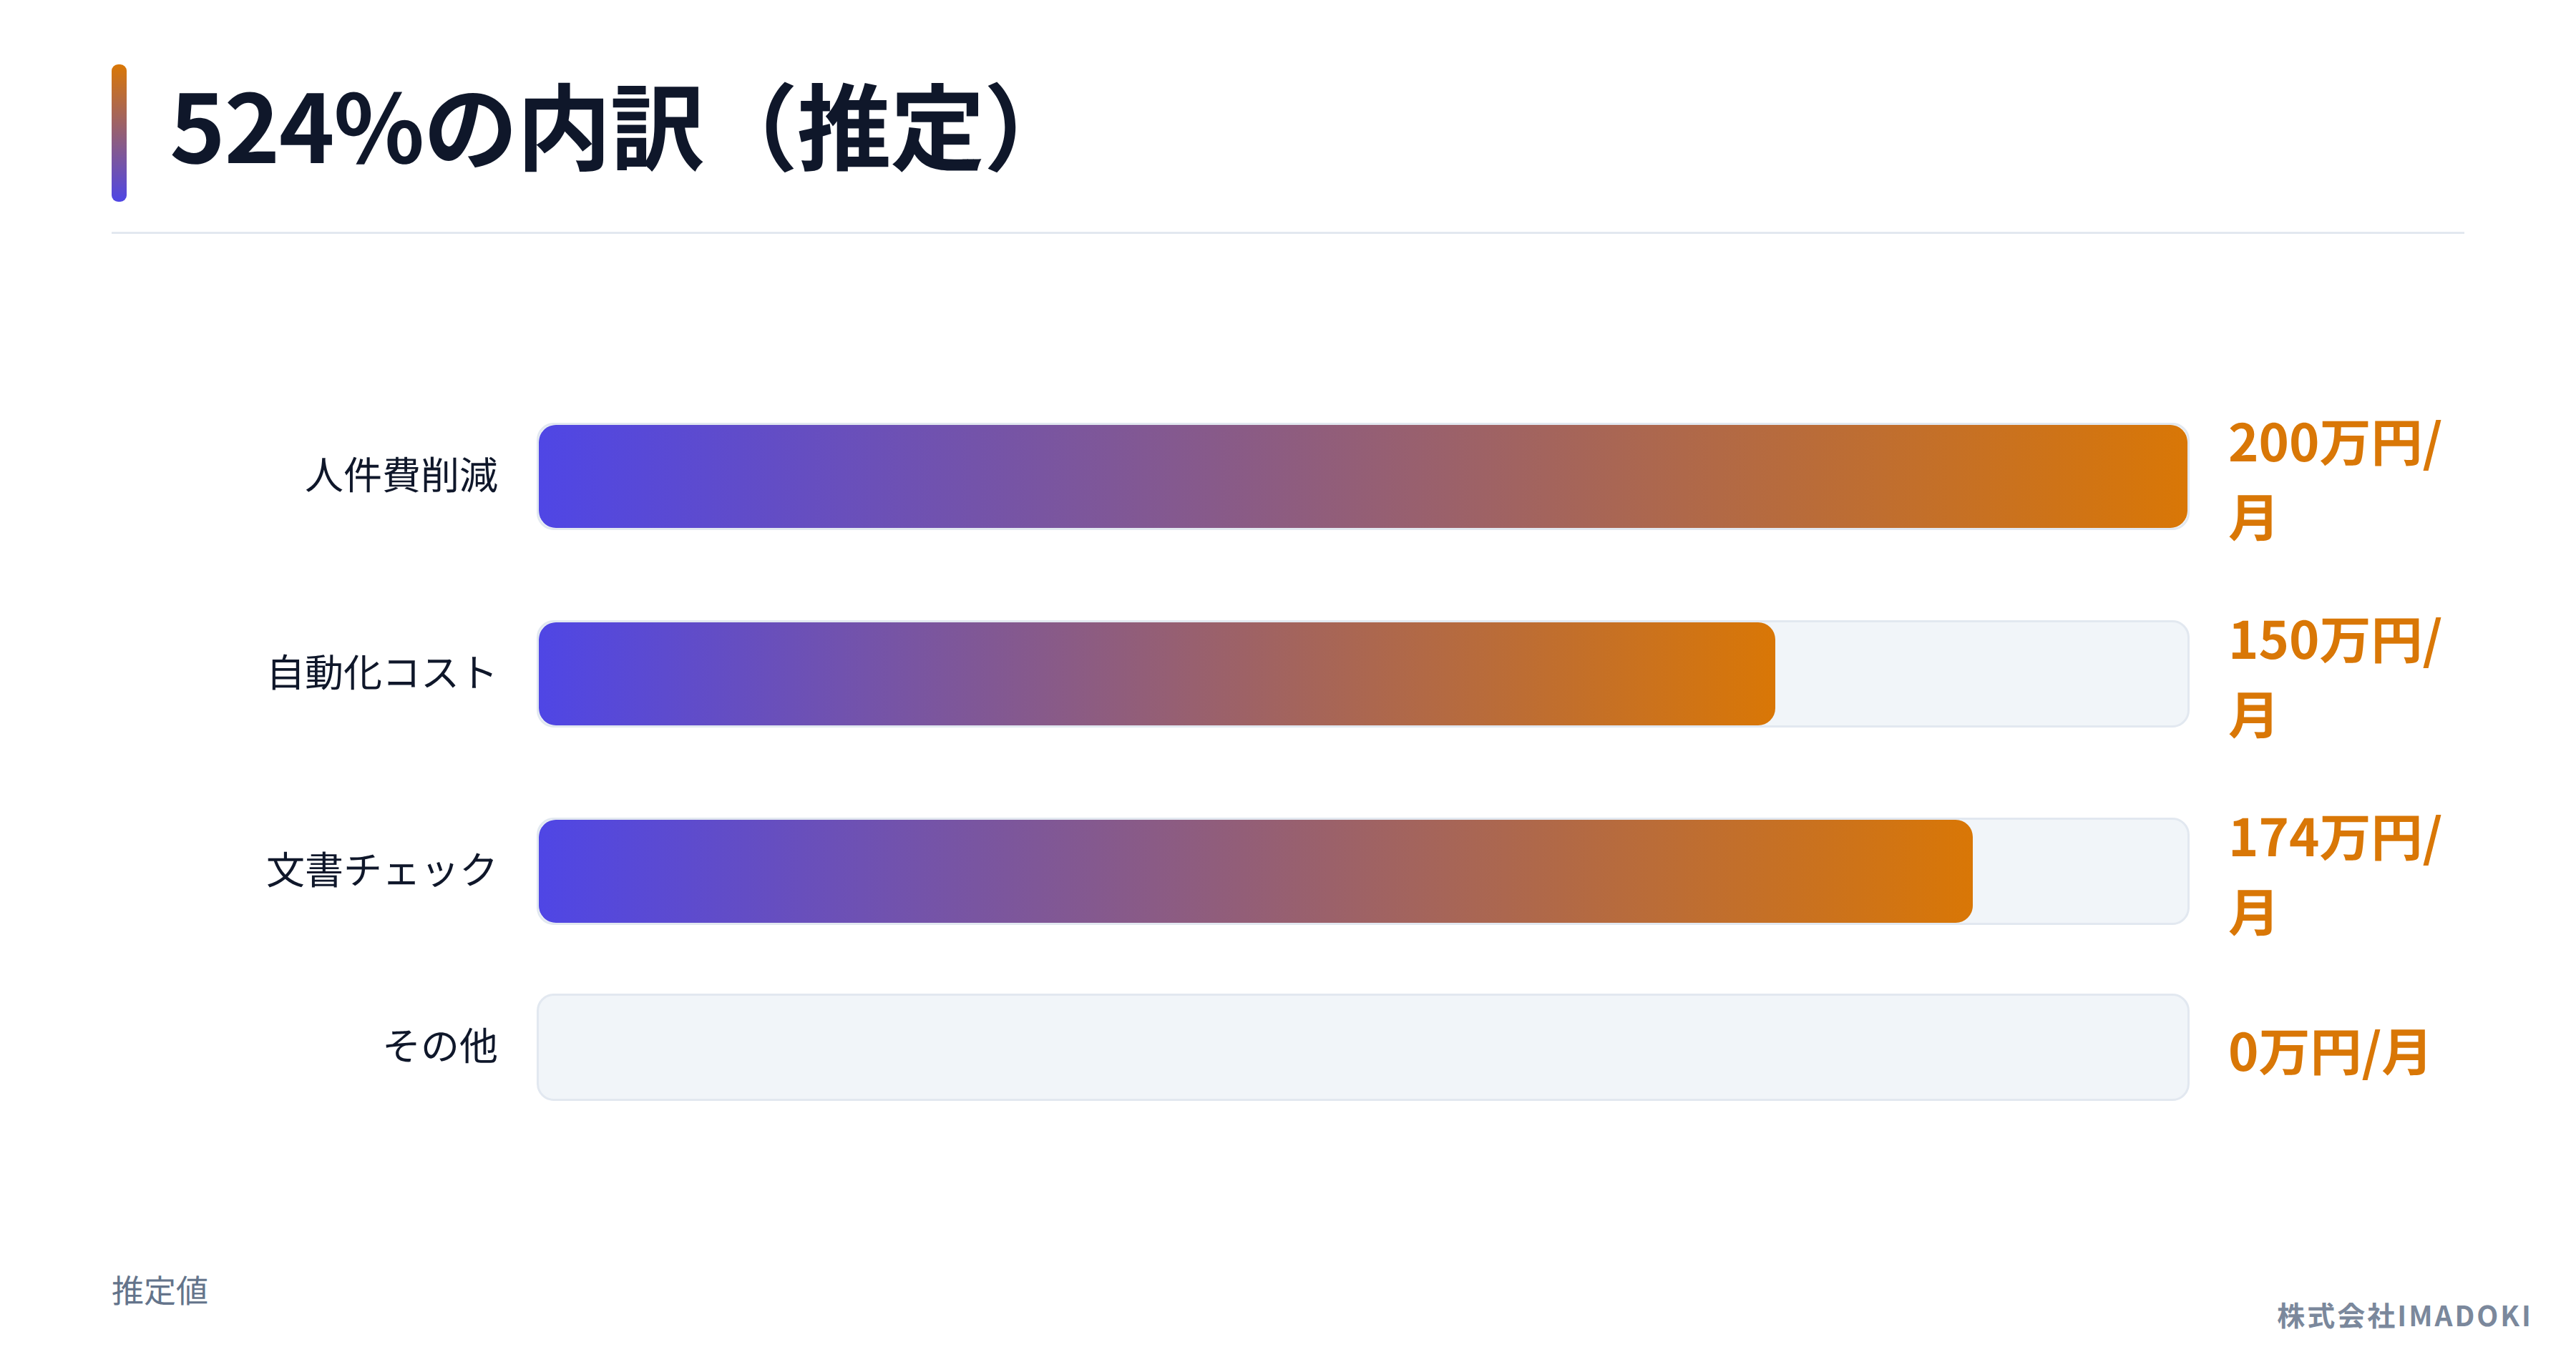 524%の内訳（推定）
人件費削減
200万円/
月
自動化コスト
150万円/
月
文書チェック
174万円/
月
その他
0万円/月
推定値
株式会社IMADOKI